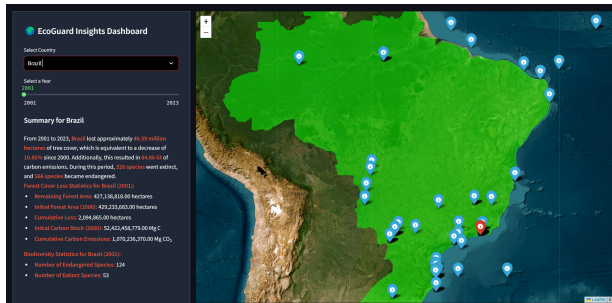 EcoGuard Insights Dashboard
Select Country
Brazil
Select a Year
2001
2001 2023
Summary for Brazil
From 2001 to 2023, Brazil lost approximately 46.69 million
hectares of tree cover, which is equivalent to a decrease of
10.89% since 2000. Additionally, this resulted in 84.86 Gt of
carbon emissions. During this period, 328 species went extinct,
and 566 species became endangered.
Forest Cover Loss Statistics for Brazil (2001):
• Remaining Forest Area: 427,138,818.00 hectares
• Initial Forest Area (2000): 429,233,683.00 hectares
• Cumulative Loss: 2,094,865.00 hectares
• Initial Carbon Stock (2000): 52,422,458,779.00 Mg C
• Cumulative Carbon Emissions: 1,070,236,370.00 Mg CO₂
Biodiversity Statistics for Brazil (2001):
• Number of Endangered Species: 124
• Number of Extinct Species: 53
+
−
Leaflet